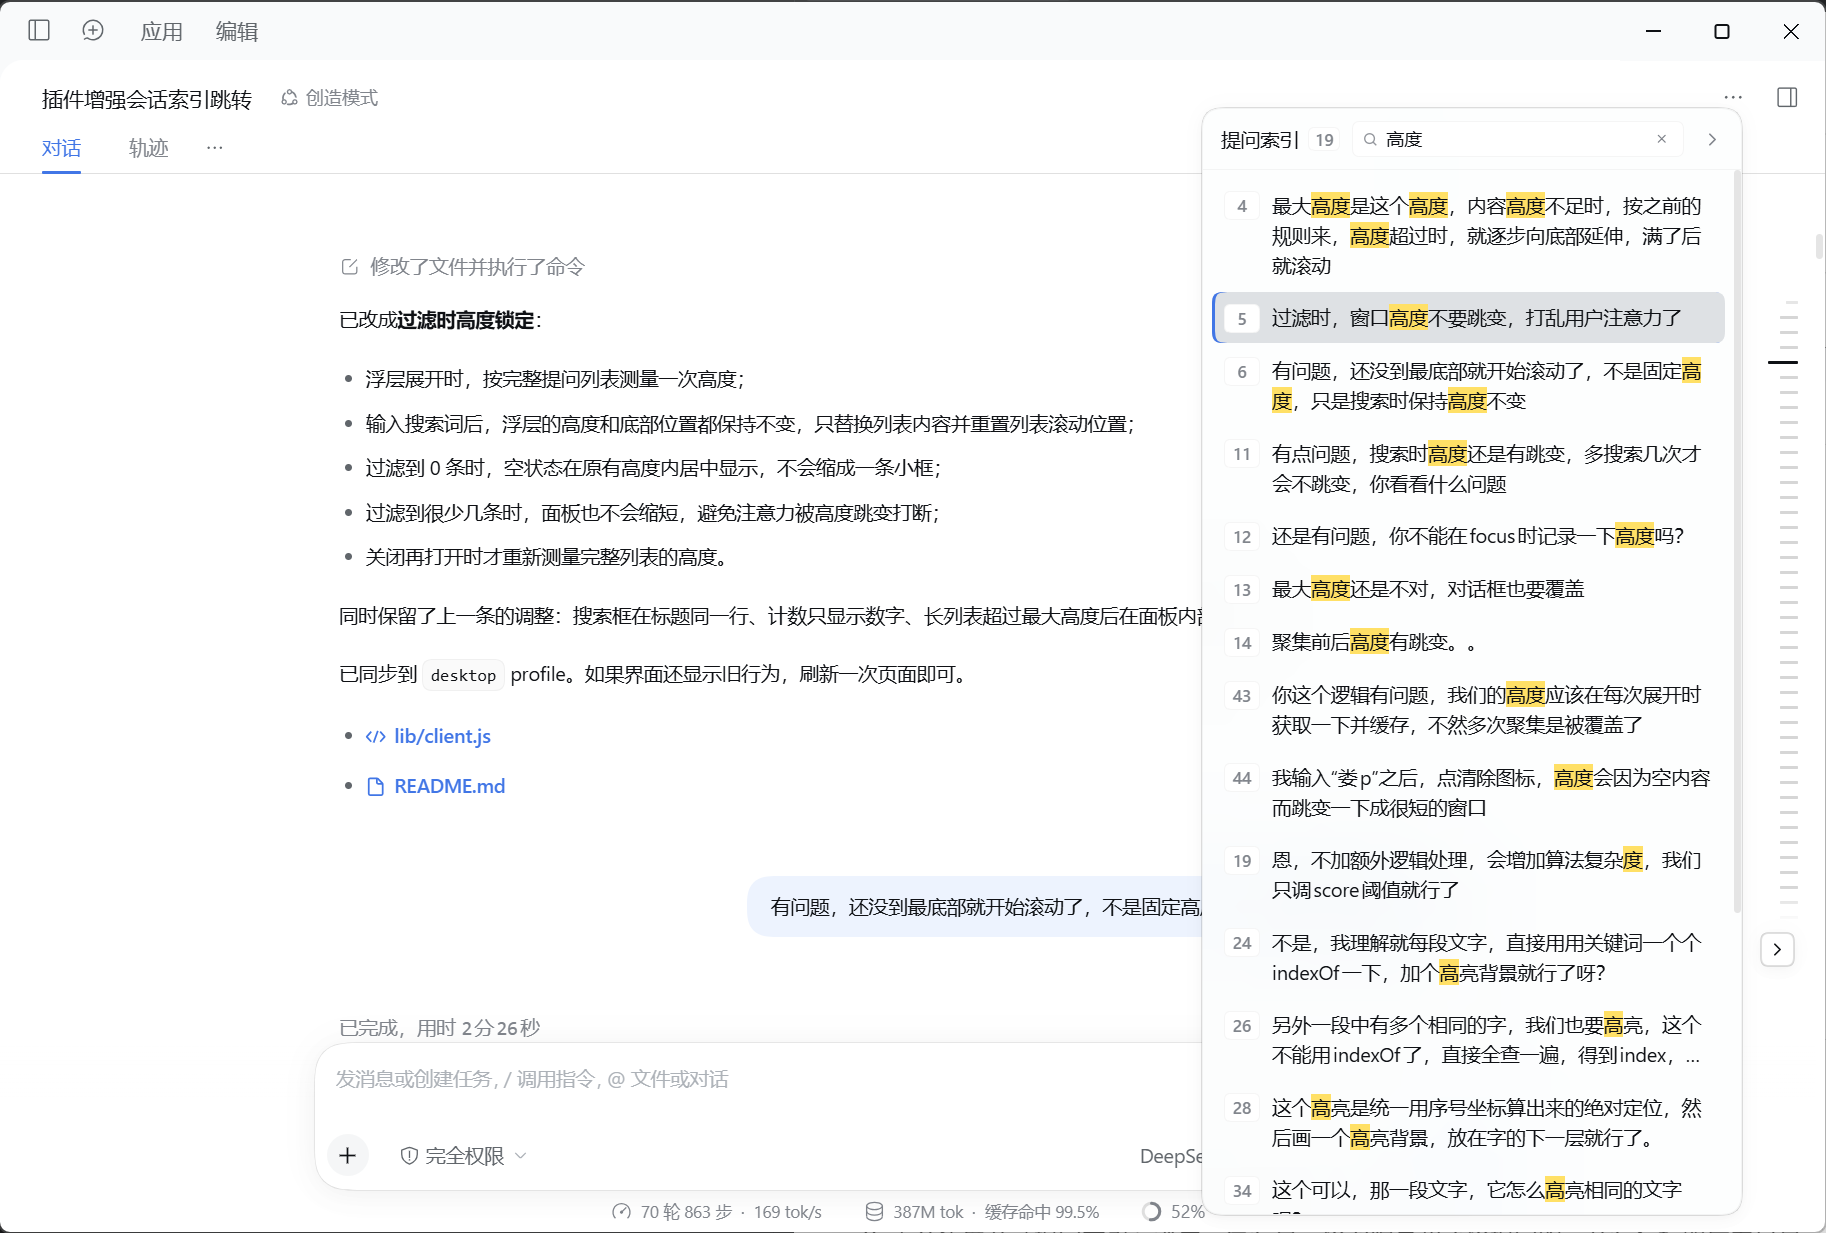 应用 编辑
插件增强会话索引跳转 创造模式
对话 轨迹 ...
修改了文件并执行了命令
已改成过滤时高度锁定：
浮层展开时，按完整提问列表测量一次高度；
输入搜索词后，浮层的高度和底部位置都保持不变，只替换列表内容并重置列表滚动位置；
过滤到 0 条时，空状态在原有高度内居中显示，不会缩成一条小框；
过滤到很少几条时，面板也不会缩短，避免注意力被高度跳变打断；
关闭再打开时才重新测量完整列表的高度。
同时保留了上一条的调整：搜索框在标题同一行、计数只显示数字、长列表超过最大高度后在面板内
已同步到 desktop profile。如果界面还显示旧行为，刷新一次页面即可。
lib/client.js
README.md
有问题，还没到最底部就开始滚动了，不是固定高
已完成，用时 2分26秒
发消息或创建任务, / 调用指令, @ 文件或对话
完全权限
DeepSe
70 轮 863 步 · 169 tok/s 387M tok · 缓存命中 99.5% 52%
提问索引 19 高度
4 最大高度是这个高度，内容高度不足时，按之前的
规则来，高度超过时，就逐步向底部延伸，满了后
就滚动
5 过滤时，窗口高度不要跳变，打乱用户注意力了
6 有问题，还没到最底部就开始滚动了，不是固定高
度，只是搜索时保持高度不变
11 有点问题，搜索时高度还是有跳变，多搜索几次才
会不跳变，你看看什么问题
12 还是有问题，你不能在focus时记录一下高度吗？
13 最大高度还是不对，对话框也要覆盖
14 聚集前后高度有跳变。。
43 你这个逻辑有问题，我们的高度应该在每次展开时
获取一下并缓存，不然多次聚集是被覆盖了
44 我输入“娄p”之后，点清除图标，高度会因为空内容
而跳变一下成很短的窗口
19 恩，不加额外逻辑处理，会增加算法复杂度，我们
只调score阈值就行了
24 不是，我理解就每段文字，直接用用关键词一个个
indexOf一下，加个高亮背景就行了呀？
26 另外一段中有多个相同的字，我们也要高亮，这个
不能用indexOf了，直接全查一遍，得到index，...
28 这个高亮是统一用序号坐标算出来的绝对定位，然
后画一个高亮背景，放在字的下一层就行了。
34 这个可以，那一段文字，它怎么高亮相同的文字